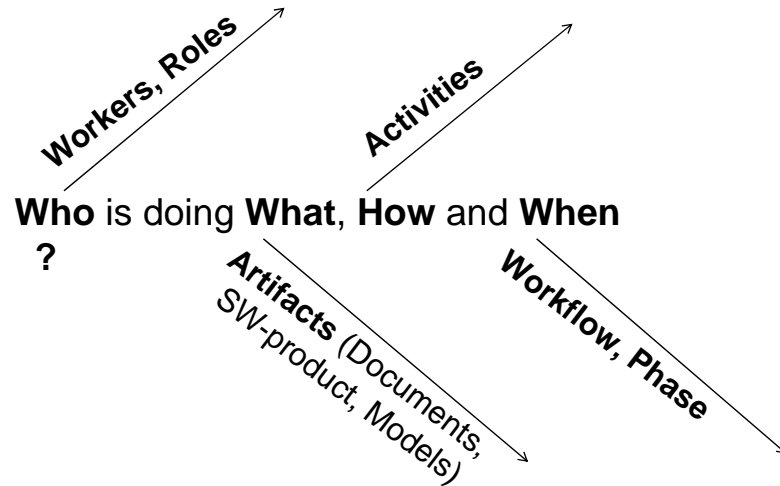 Workers, Roles
Activities
Who is doing What, How and When
?
Artifacts (Documents,
SW-product, Models)
Workflow, Phase